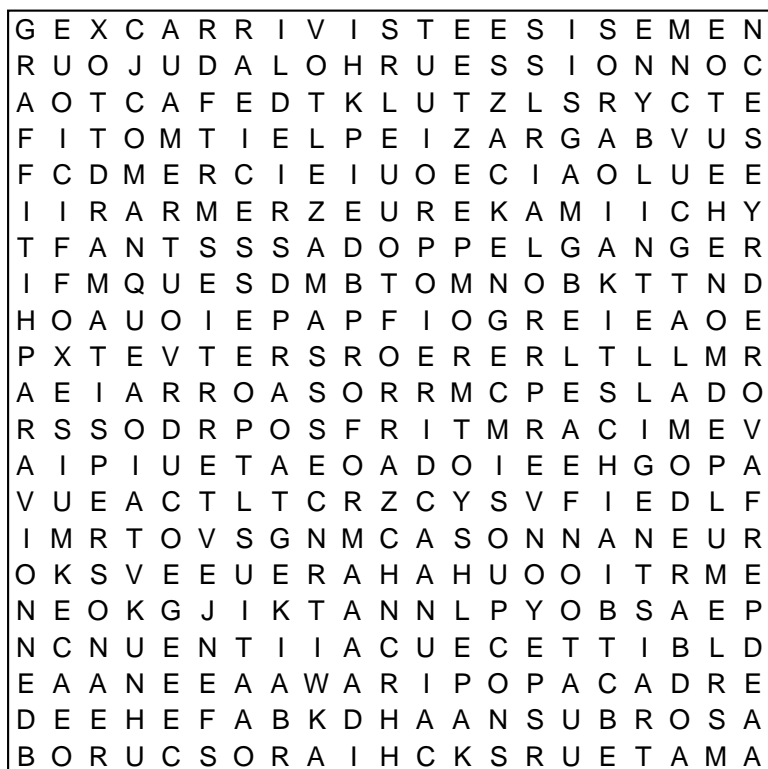 G E X C A R R I V I S T E E S I S E M E N
R U O J U D A L O H R U E S S I O N N O C
A O T C A F E D T K L U T Z L S R Y C T E
F I T O M T I E L P E I Z A R G A B V U S
F C D M E R C I E I U O E C I A O L U E E
I I R A R M E R Z E U R E K A M I I C H Y
T F A N T S S S A D O P P E L G A N G E R
I F M Q U E S D M B T O M N O B K T T N D
H O A U O I E P A P F I O G R E I E A O E
P X T E V T E R S R O E R E R L T L L M R
A E I A R R O A S O R R M C P E S L A D O
R S S O D R P O S F R I T M R A C I M E V
A I P I U E T A E O A D O I E E H G O P A
V U E A C T L T C R Z C Y S V F I E D L F
I M R T O V S G N M C A S O N N A N E U R
O K S V E E U E R A H A H U O O I T R M E
N E O K G J I K T A N N L P Y O B S A E P
N C N U E N T I I A C U E C E T T I B L D
E A A N E E A A W A R I P O P A C A D R E
D E E H E F A B K D H A A N S U B R O S A
B O R U C S O R A I H C K S R U E T A M A